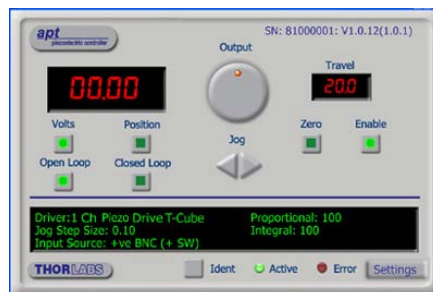 apt
piezoelectric controller
SN: 81000001: V1.0.12(1.0.1)
Output
Travel
00.00
20.0
Volts Position
Zero Enable
Jog
Open Loop Closed Loop
Driver:1 Ch Piezo Drive T-Cube Proportional: 100
Jog Step Size: 0.10 Integral: 100
Input Source: +ve BNC (+ SW)
THORLABS Ident Active Error Settings